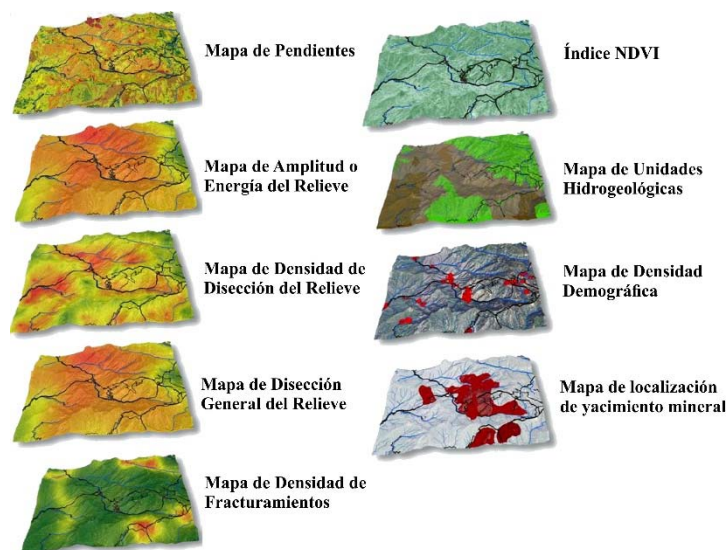 Mapa de Pendientes
Mapa de Amplitud o
Energía del Relieve
Mapa de Densidad de
Disección del Relieve
Mapa de Disección
General del Relieve
Mapa de Densidad de
Fracturamientos
Índice NDVI
Mapa de Unidades
Hidrogeológicas
Mapa de Densidad
Demográfica
Mapa de localización
de yacimiento mineral